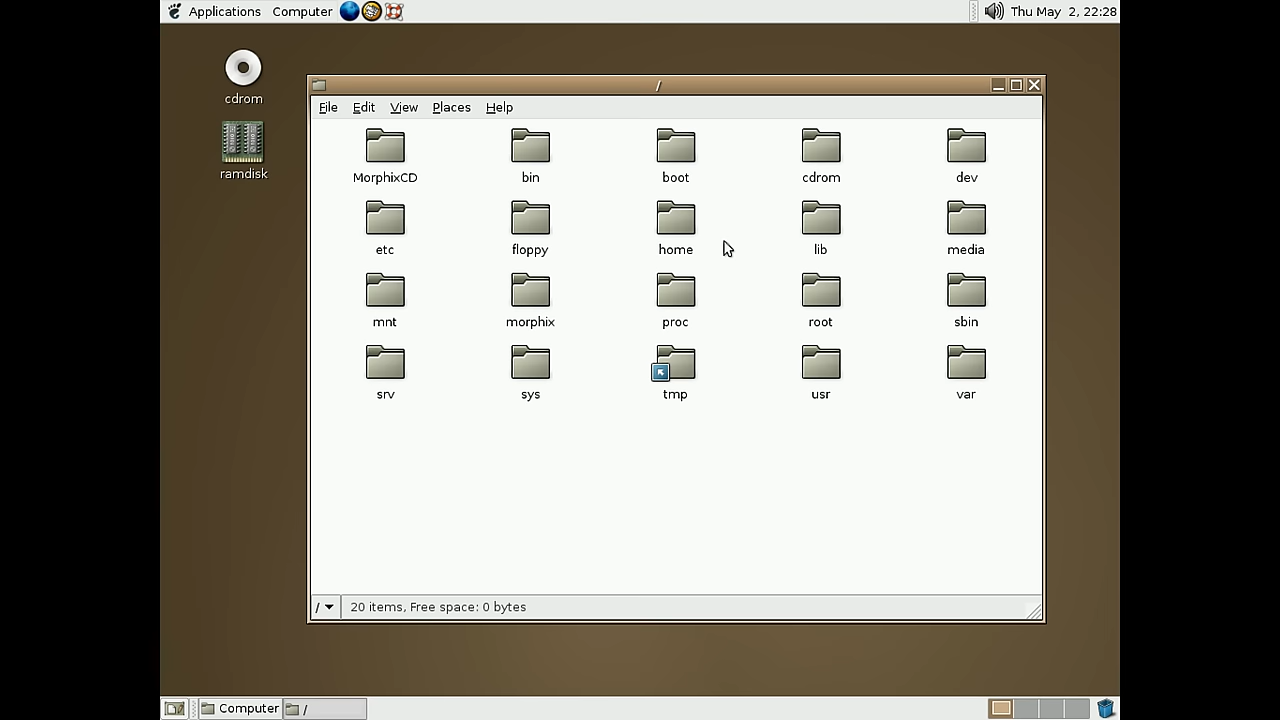 Applications Computer Thu May 2, 22:28
cdrom
ramdisk
/
File Edit View Places Help
MorphixCD bin boot cdrom dev
etc floppy home lib media
mnt morphix proc root sbin
srv sys tmp usr var
/ 20 items, Free space: 0 bytes
Computer /